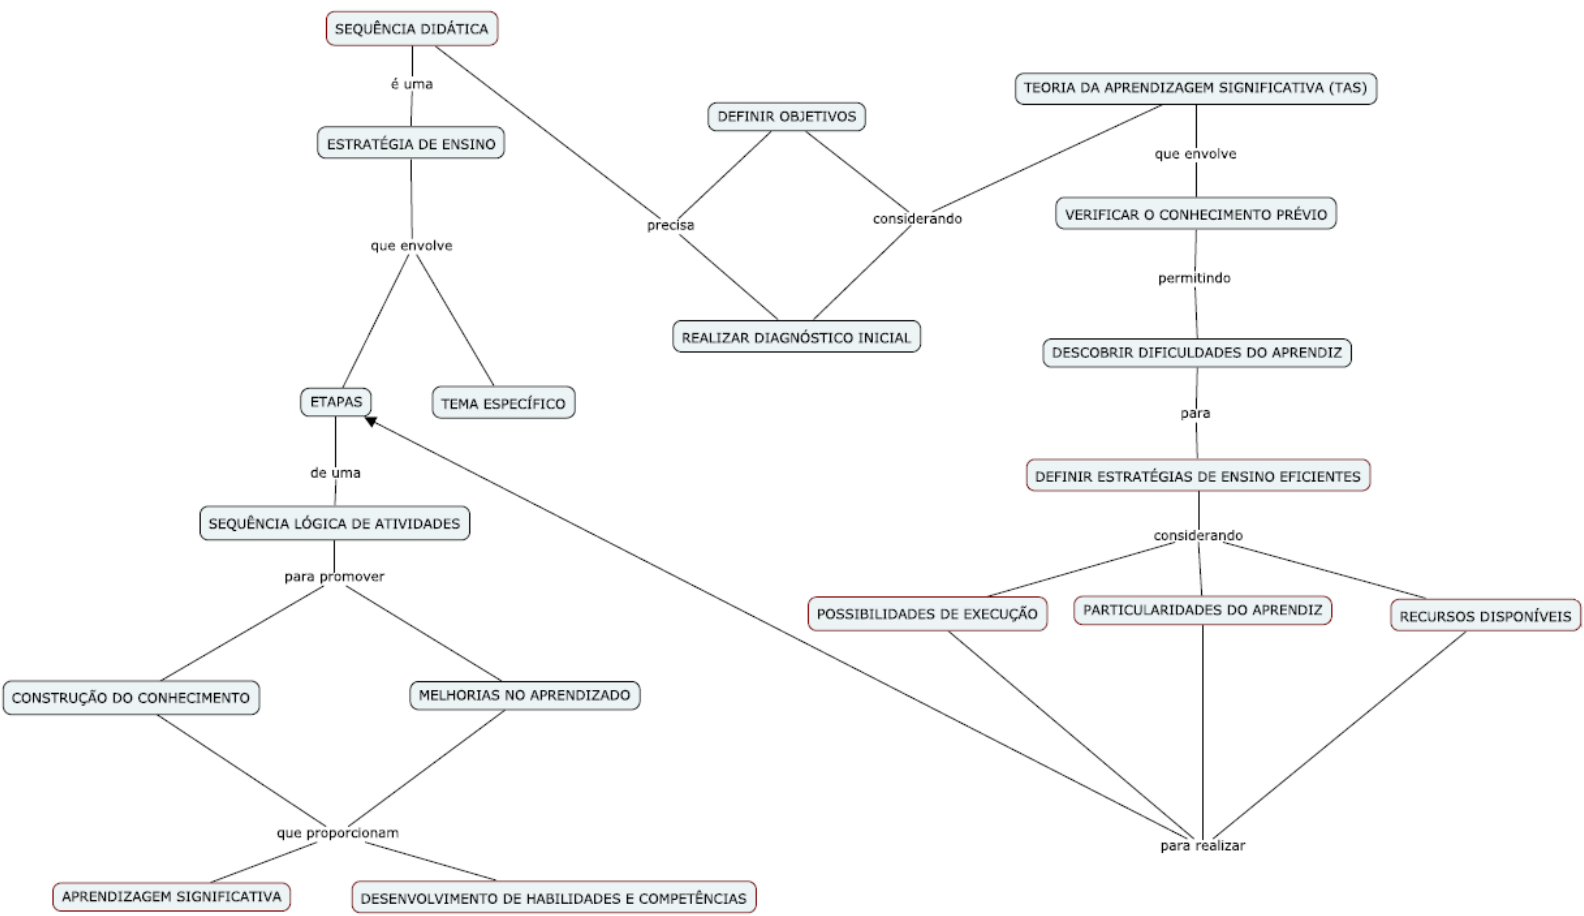 SEQUÊNCIA DIDÁTICA
é uma
ESTRATÉGIA DE ENSINO
que envolve
ETAPAS
TEMA ESPECÍFICO
de uma
SEQUÊNCIA LÓGICA DE ATIVIDADES
para promover
CONSTRUÇÃO DO CONHECIMENTO
MELHORIAS NO APRENDIZADO
que proporcionam
APRENDIZAGEM SIGNIFICATIVA
DESENVOLVIMENTO DE HABILIDADES E COMPETÊNCIAS
precisa
DEFINIR OBJETIVOS
REALIZAR DIAGNÓSTICO INICIAL
considerando
TEORIA DA APRENDIZAGEM SIGNIFICATIVA (TAS)
que envolve
VERIFICAR O CONHECIMENTO PRÉVIO
permitindo
DESCOBRIR DIFICULDADES DO APRENDIZ
para
DEFINIR ESTRATÉGIAS DE ENSINO EFICIENTES
considerando
POSSIBILIDADES DE EXECUÇÃO
PARTICULARIDADES DO APRENDIZ
RECURSOS DISPONÍVEIS
para realizar